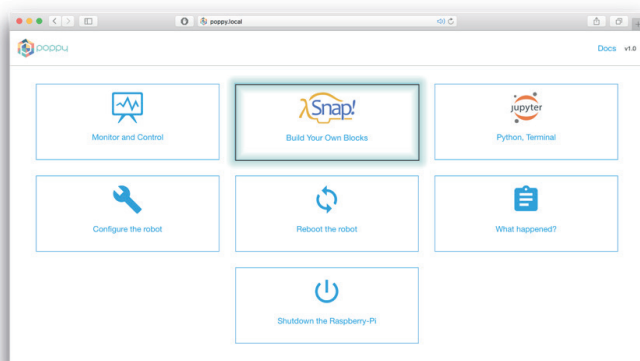 poppy.local
poppy
Docs v1.0
λSnap!
Build Your Own Blocks
Monitor and Control
jupyter
Python, Terminal
Configure the robot
Reboot the robot
What happened?
Shutdown the Raspberry-Pi